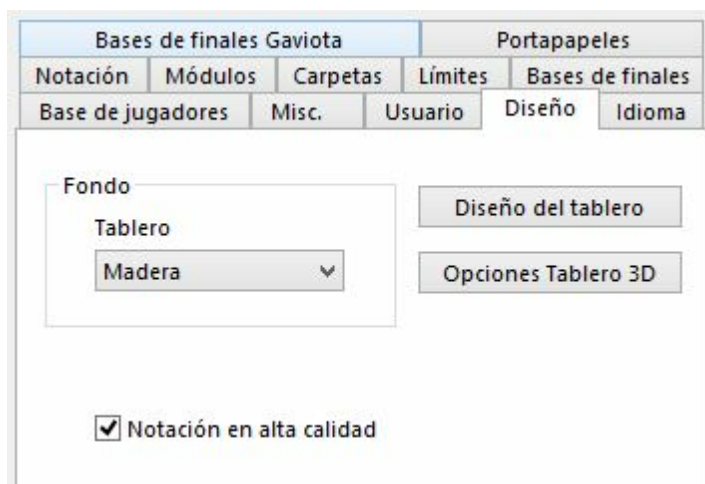 Bases de finales Gaviota Portapapeles
Notación Módulos Carpetas Límites Bases de finales
Base de jugadores Misc. Usuario Diseño Idioma
Fondo
Diseño del tablero
Tablero
Madera
Opciones Tablero 3D
Notación en alta calidad